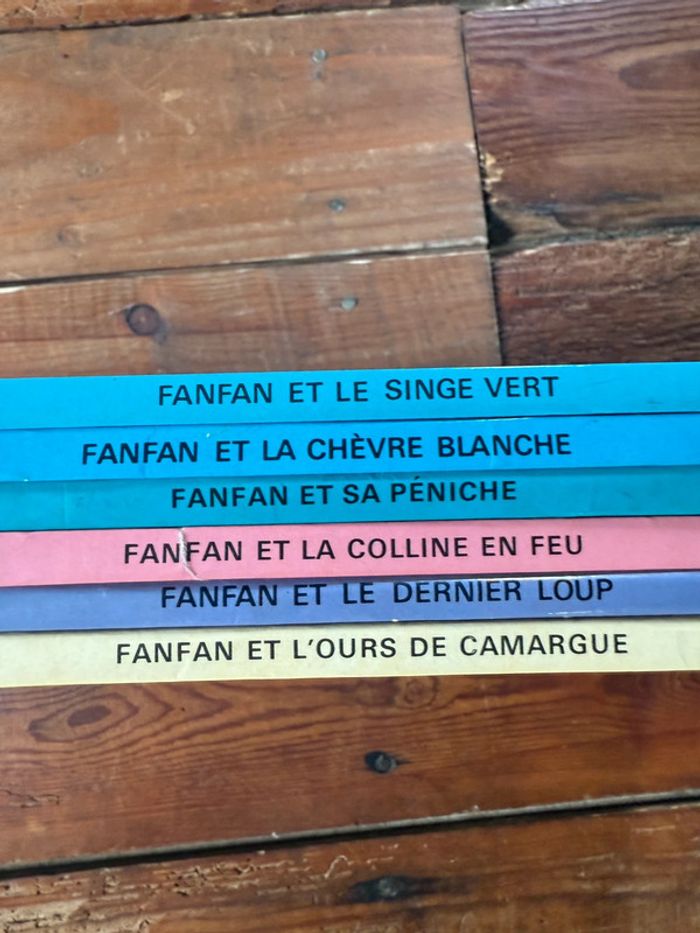 FANFAN ET LE SINGE VERT
FANFAN ET LA CHÈVRE BLANCHE
FANFAN ET SA PÉNICHE
FANFAN ET LA COLLINE EN FEU
FANFAN ET LE DERNIER LOUP
FANFAN ET L'OURS DE CAMARGUE